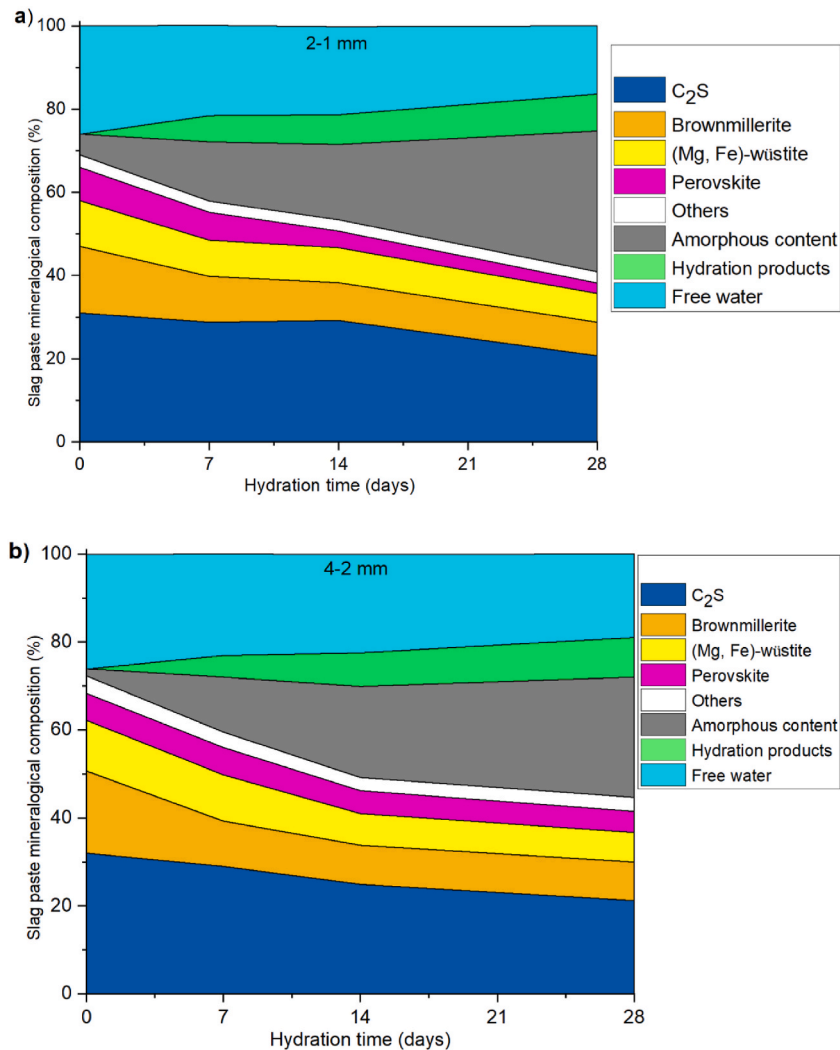 a)
2-1 mm
Slag paste mineralogical composition (%)
100
80
60
40
20
0
0 7 14 21 28
Hydration time (days)
C₂S
Brownmillerite
(Mg, Fe)-wüstite
Perovskite
Others
Amorphous content
Hydration products
Free water
b)
4-2 mm
Slag paste mineralogical composition (%)
100
80
60
40
20
0
0 7 14 21 28
Hydration time (days)
C₂S
Brownmillerite
(Mg, Fe)-wüstite
Perovskite
Others
Amorphous content
Hydration products
Free water